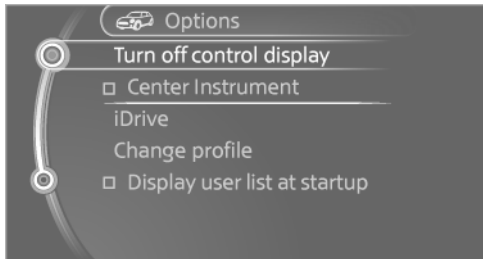 Options
Turn off control display
Center Instrument
iDrive
Change profile
Display user list at startup